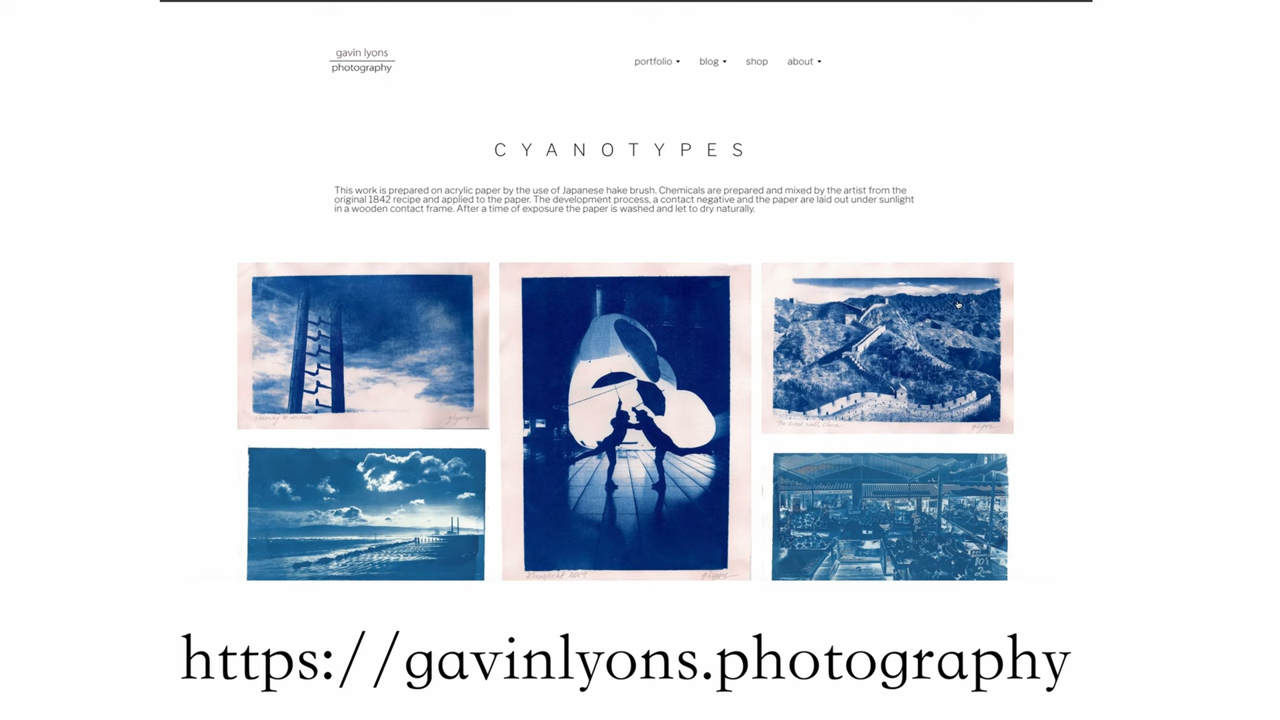 gavin lyons
photography
portfolio
blog
shop
about
CYANOTYPES
This work is prepared on acrylic paper by the use of Japanese hake brush. Chemicals are prepared and mixed by the artist from the
original 1842 recipe and applied to the paper. The development process, a contact negative and the paper are laid out under sunlight
in a wooden contact frame. After a time of exposure the paper is washed and let to dry naturally.
https://gavinlyons.photography